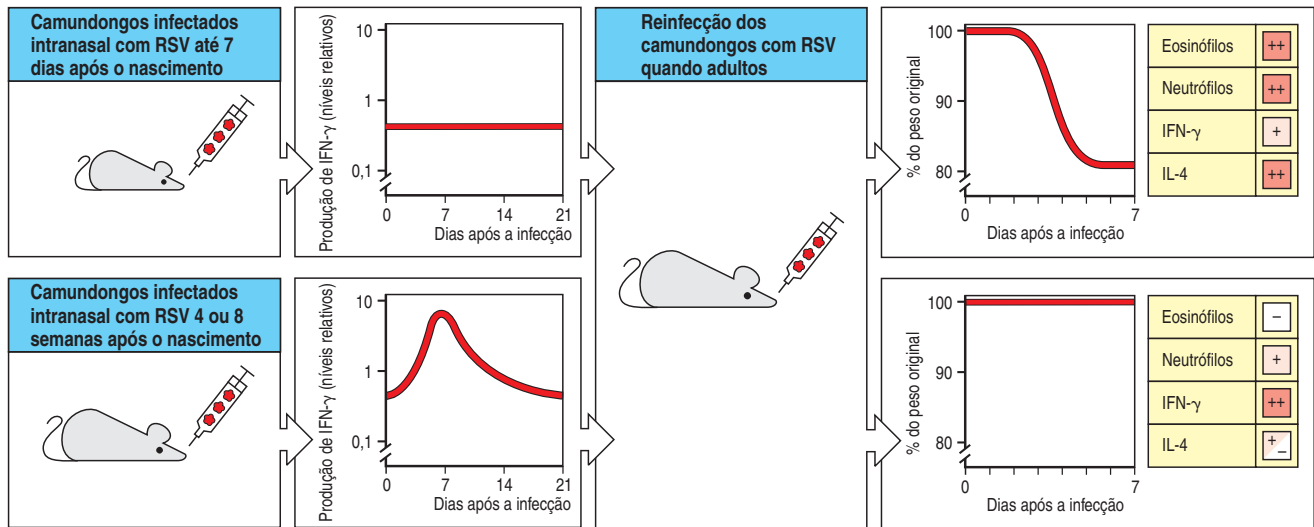 Camundongos infectados
intranasal com RSV até 7
dias após o nascimento
Produção de IFN-γ (níveis relativos)
10
1
0,1
0
7
14
21
Dias após a infecção
Reinfecção dos
camundongos com RSV
quando adultos
% do peso original
100
90
80
0
7
Dias após a infecção
Eosinófilos ++
Neutrófilos ++
IFN-γ +
IL-4 ++
Camundongos infectados
intranasal com RSV 4 ou 8
semanas após o nascimento
Produção de IFN-γ (níveis relativos)
10
1
0,1
0
7
14
21
Dias após a infecção
% do peso original
100
90
80
0
7
Dias após a infecção
Eosinófilos –
Neutrófilos +
IFN-γ ++
IL-4 + –